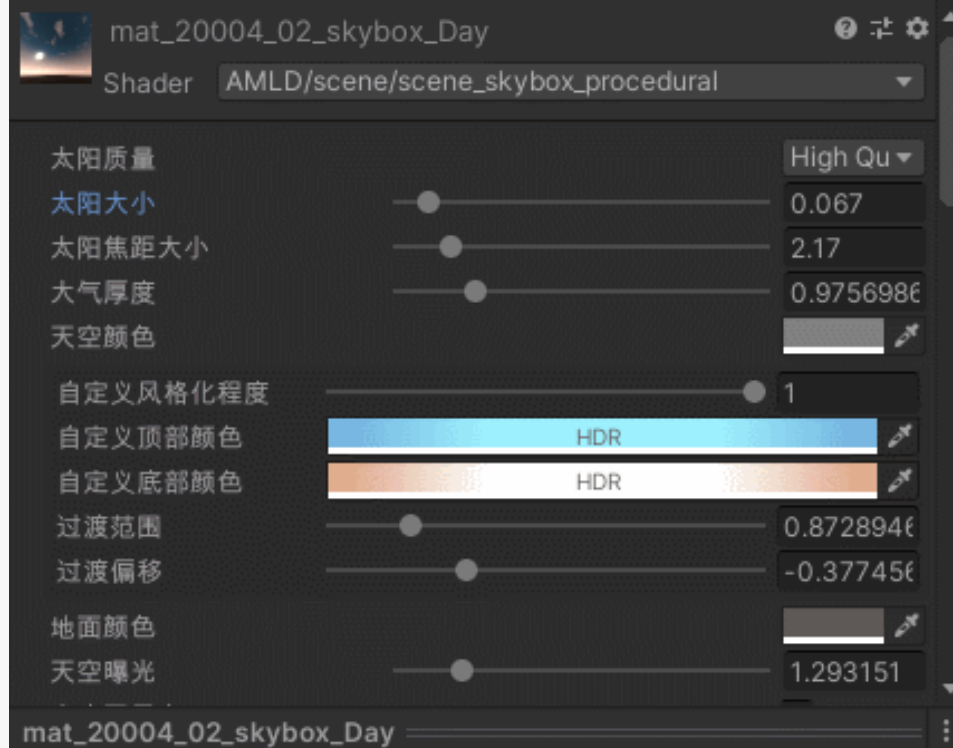 mat_20004_02_skybox_Day
Shader AMLD/scene/scene_skybox_procedural
太阳质量 High Qu
太阳大小 0.067
太阳焦距大小 2.17
大气厚度 0.9756986
天空颜色
自定义风格化程度 1
自定义顶部颜色 HDR
自定义底部颜色 HDR
过渡范围 0.8728946
过渡偏移 -0.377456
地面颜色
天空曝光 1.293151
mat_20004_02_skybox_Day